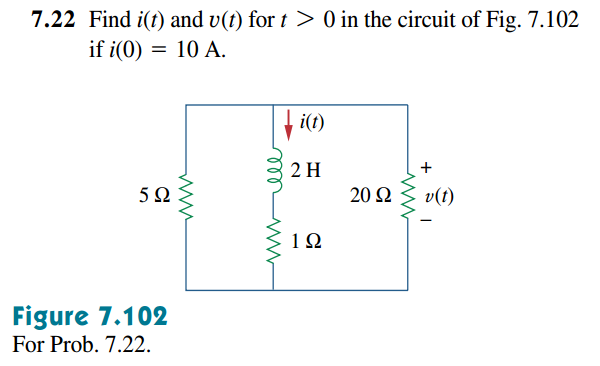 7.22 Find i(t) and v(t) for t > 0 in the circuit of Fig. 7.102
if i(0) = 10 A.
i(t)
2 H
+
5 Ω
20 Ω
v(t)
−
1 Ω
Figure 7.102
For Prob. 7.22.